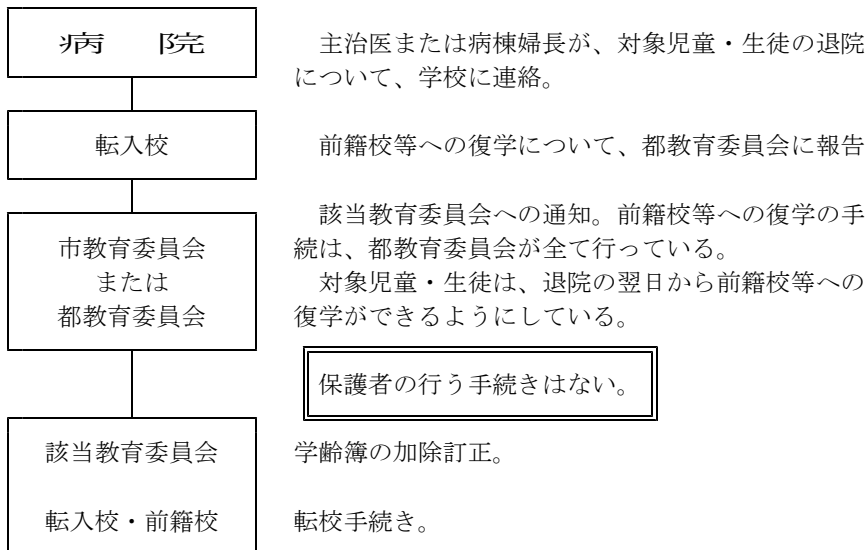 病　院
主治医または病棟婦長が、対象児童・生徒の退院
について、学校に連絡。
転入校
前籍校等への復学について、都教育委員会に報告
市教育委員会
または
都教育委員会
該当教育委員会への通知。前籍校等への復学の手
続は、都教育委員会が全て行っている。
対象児童・生徒は、退院の翌日から前籍校等への
復学ができるようにしている。
保護者の行う手続きはない。
該当教育委員会
学齢簿の加除訂正。
転入校・前籍校
転校手続き。